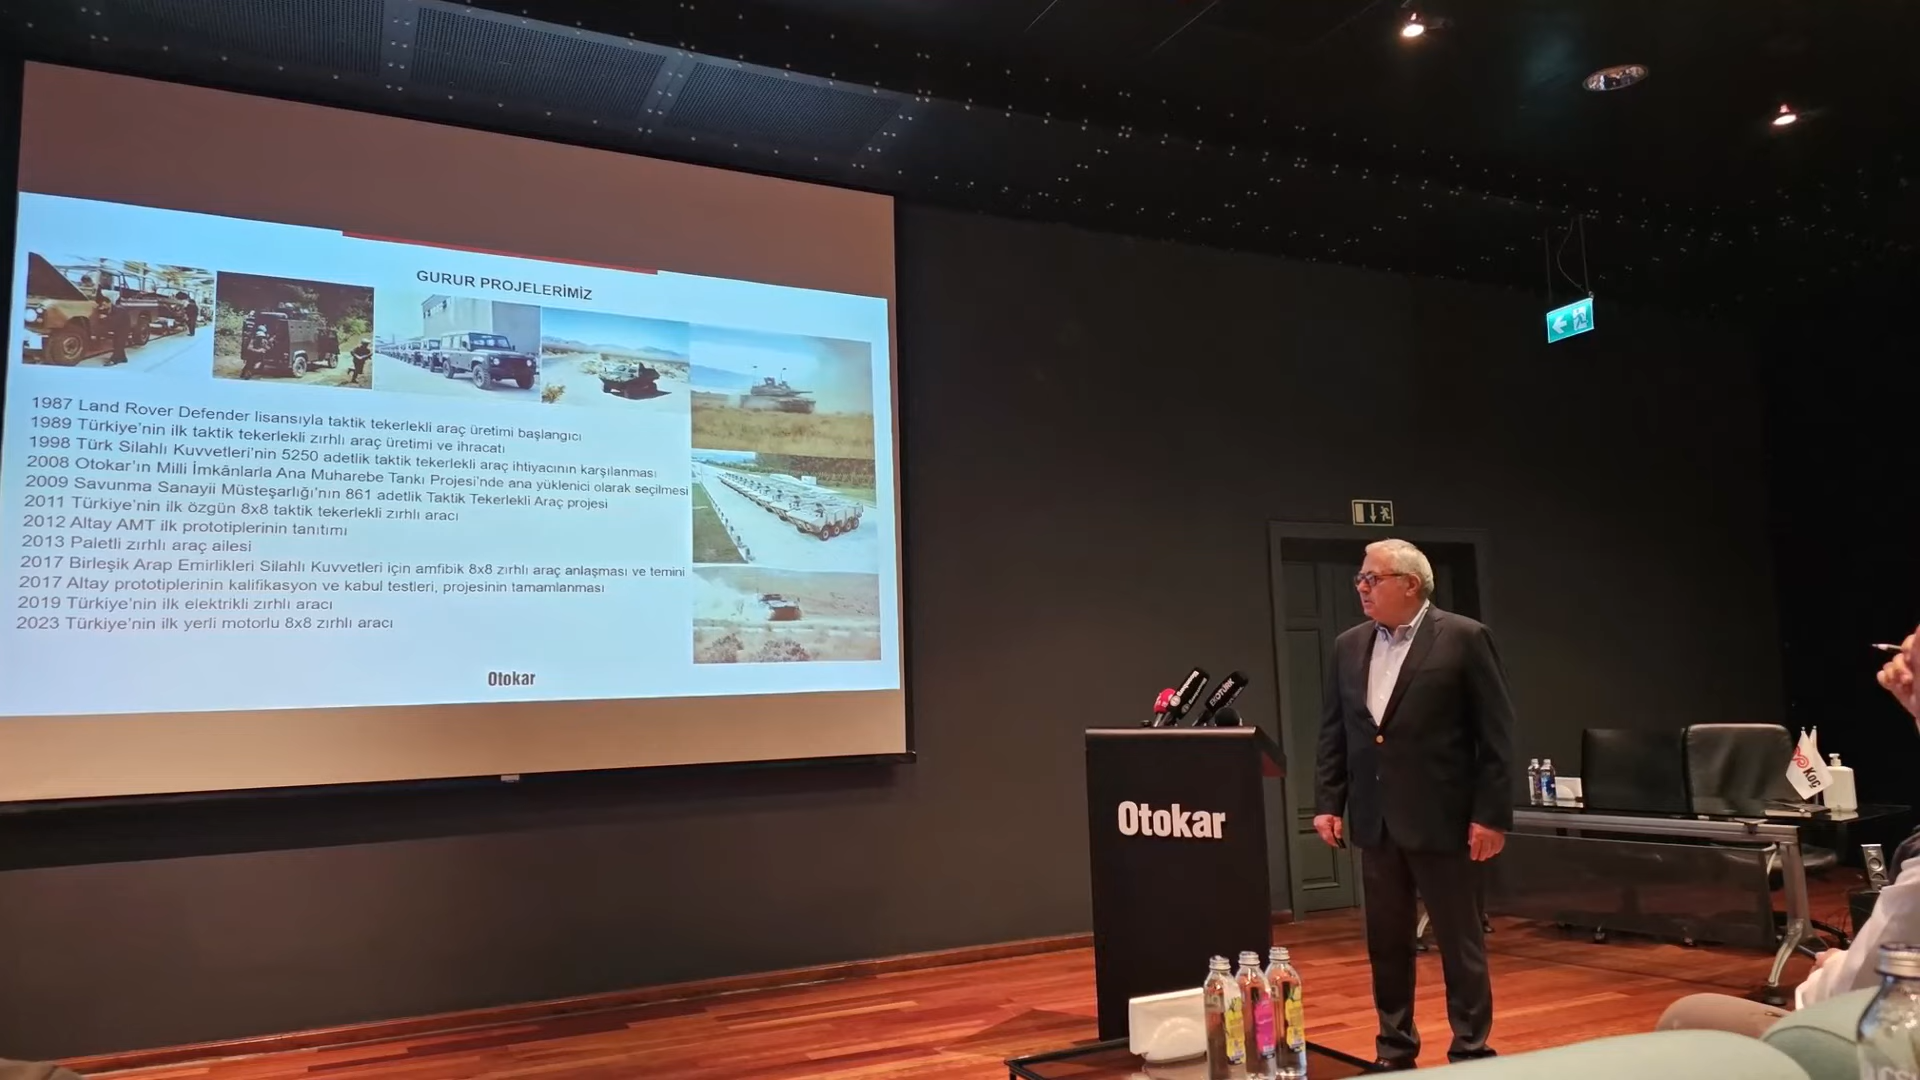 GURUR PROJELERİMİZ
1987 Land Rover Defender lisansıyla taktik tekerlekli araç üretimi başlangıcı
1989 Türkiye'nin ilk taktik tekerlekli zırhlı araç üretimi ve ihracatı
1998 Türk Silahlı Kuvvetleri'nin 5250 adetlik taktik tekerlekli araç ihtiyacının karşılanması
2008 Otokar'ın Milli İmkânlarla Ana Muharebe Tankı Projesi'nde ana yüklenici olarak seçilmesi
2009 Savunma Sanayii Müsteşarlığı'nın 861 adetlik Taktik Tekerlekli Araç projesi
2011 Türkiye'nin ilk özgün 8x8 taktik tekerlekli zırhlı aracı
2012 Altay AMT ilk prototiplerinin tanıtımı
2013 Paletli zırhlı araç ailesi
2017 Birleşik Arap Emirlikleri Silahlı Kuvvetleri için amfibik 8x8 zırhlı araç anlaşması ve temini
2017 Altay prototiplerinin kalifikasyon ve kabul testleri, projesinin tamamlanması
2019 Türkiye'nin ilk elektrikli zırhlı aracı
2023 Türkiye'nin ilk yerli motorlu 8x8 zırhlı aracı
Otokar
Bloomberg
EKOTÜRK
Otokar
Koç